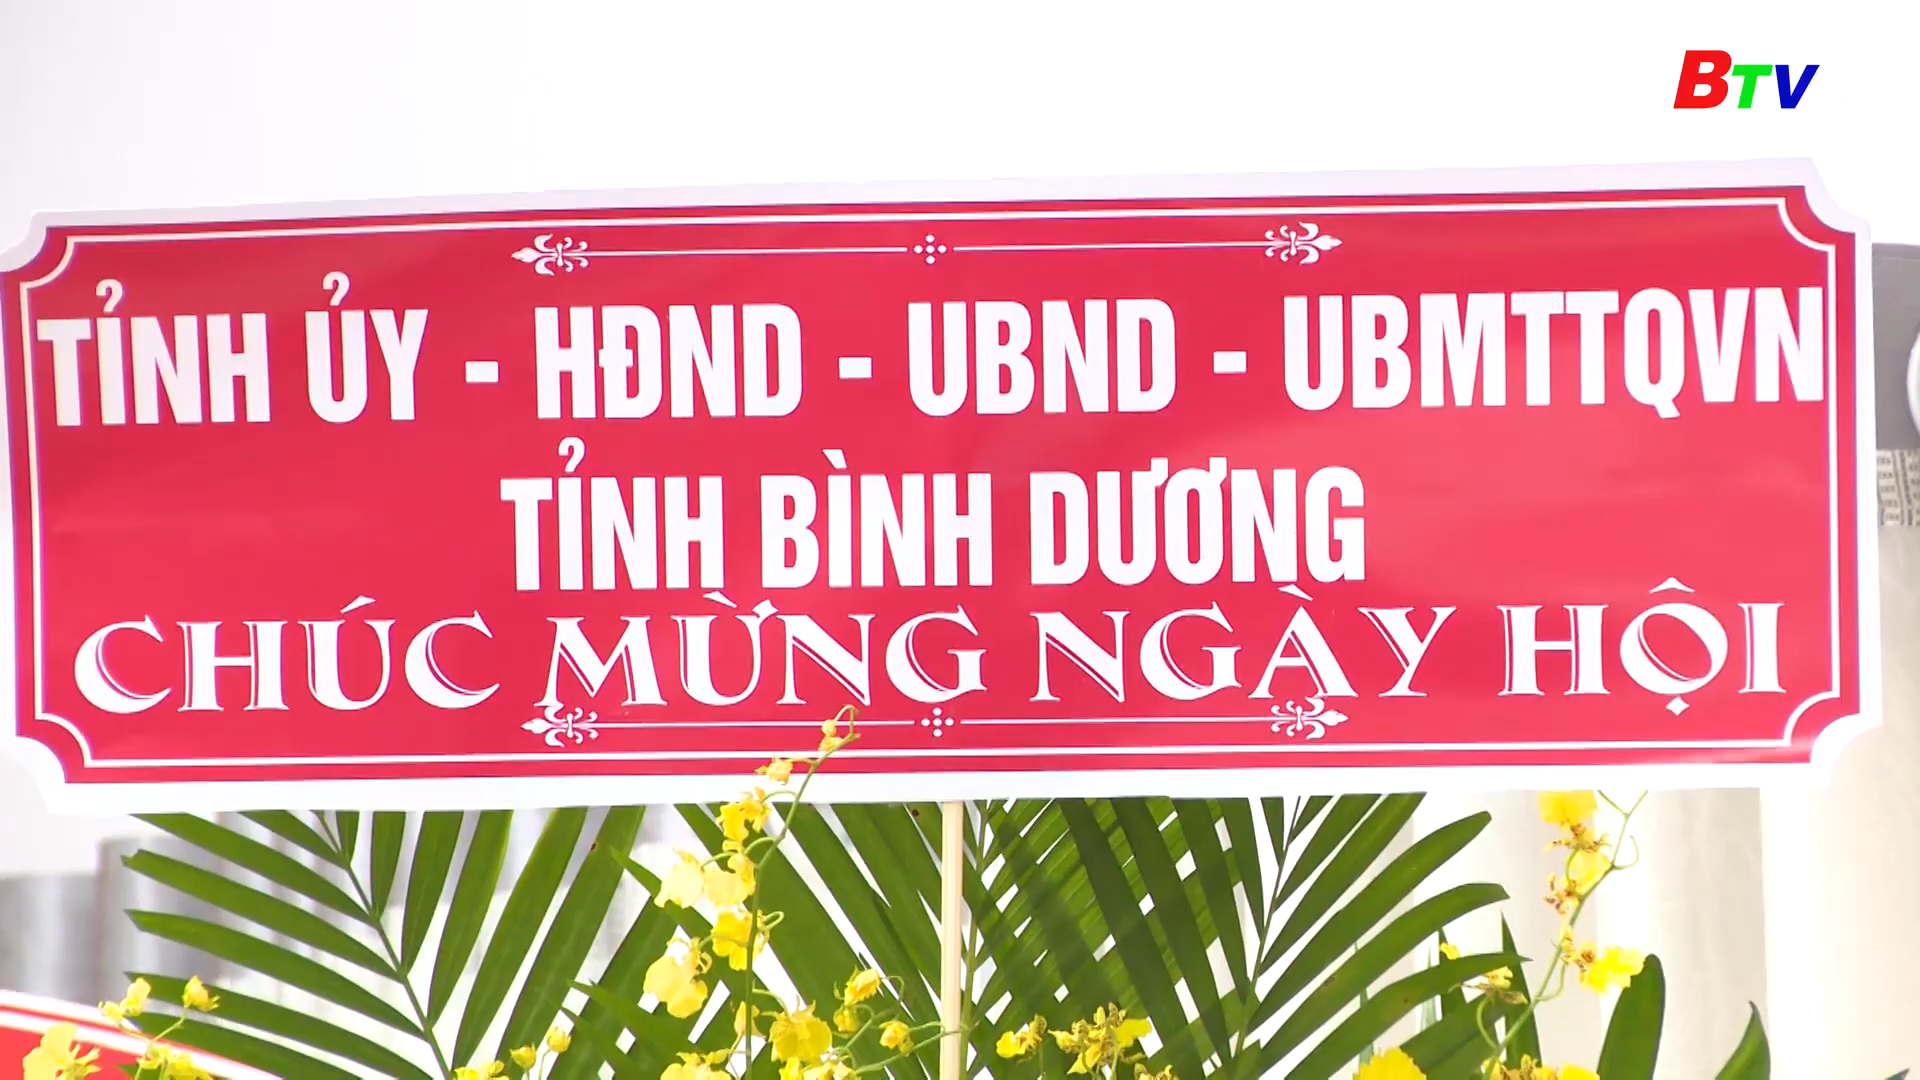 BTV
TỈNH ỦY - HĐND - UBND - UBMTTQVN
TỈNH BÌNH DƯƠNG
CHÚC MỪNG NGÀY HỘI